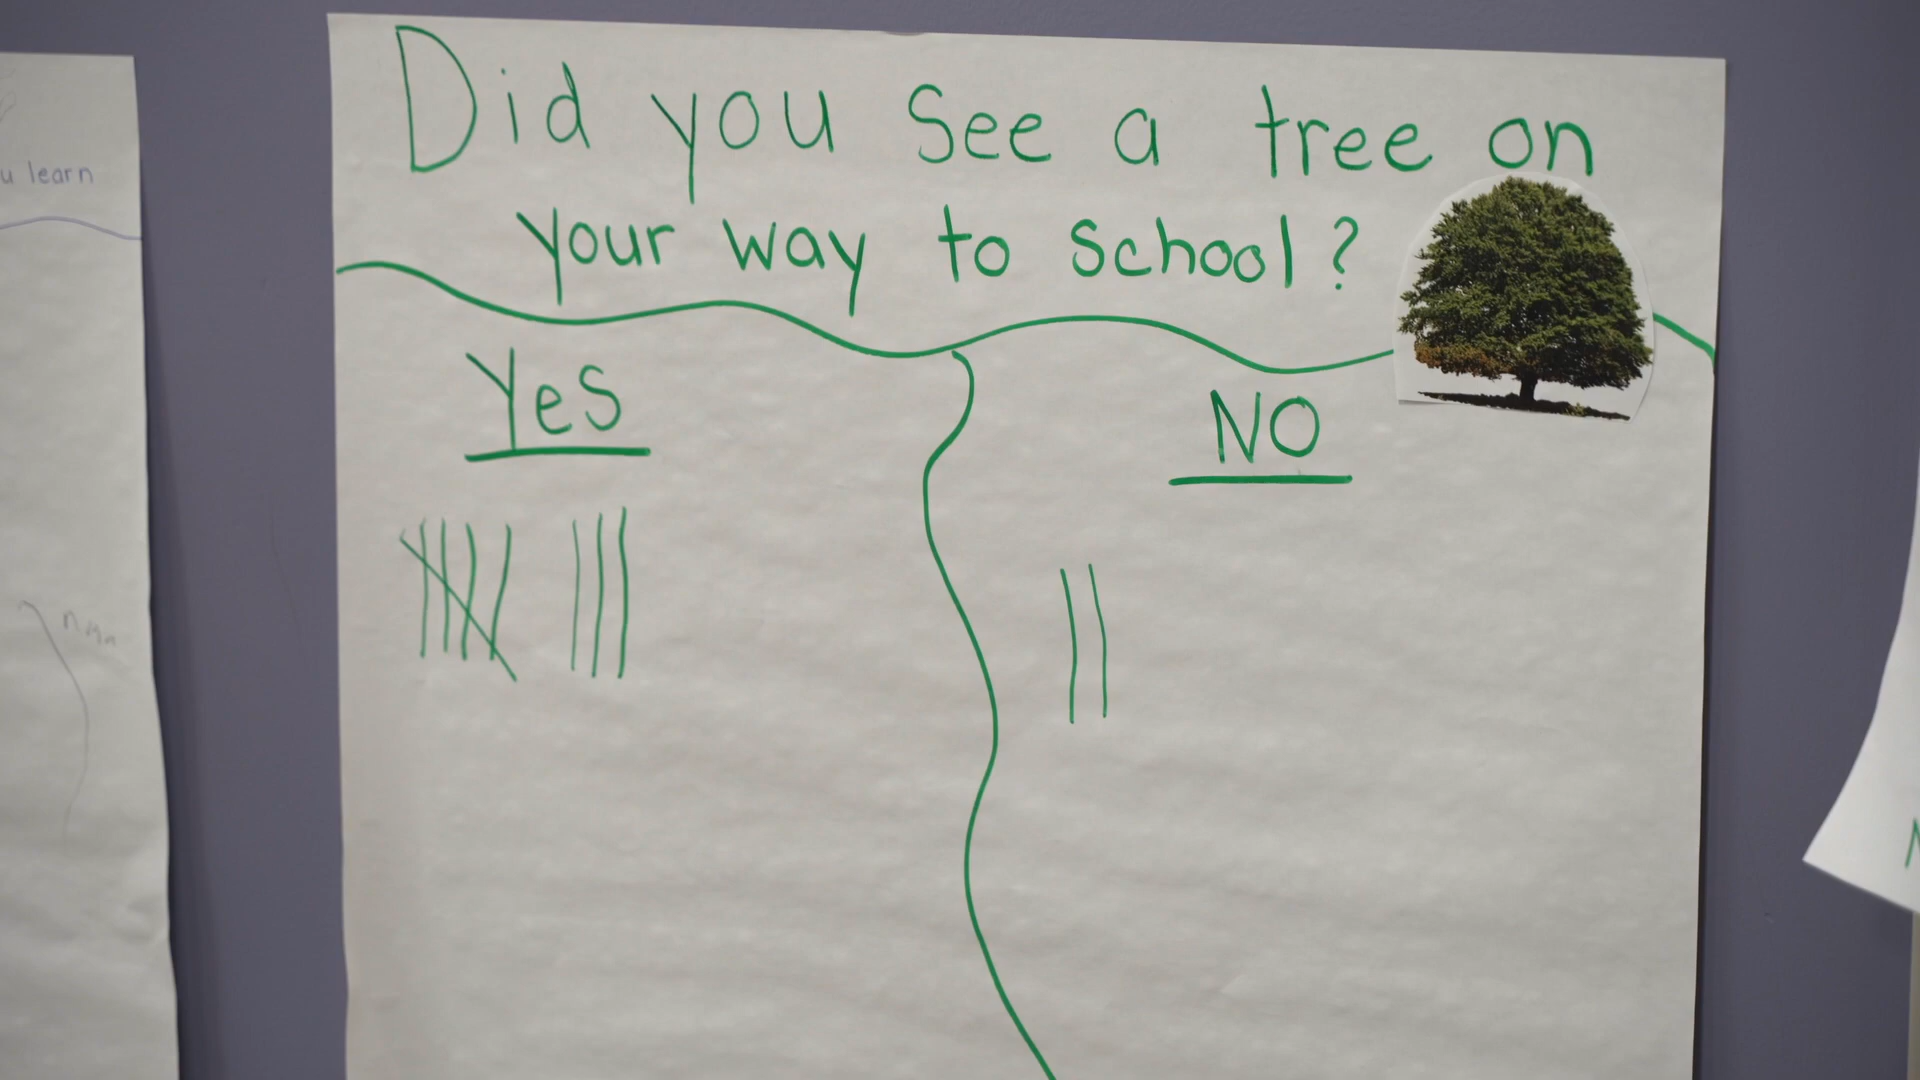 Did you see a tree on
your way to school?
Yes
NO
u learn